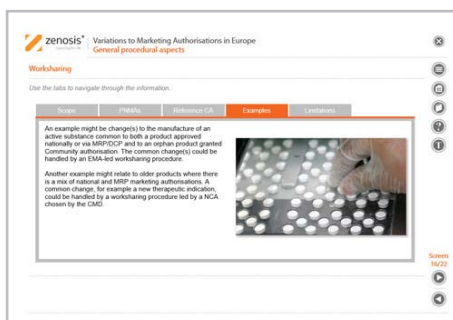 zenosis
Variations to Marketing Authorisations in Europe
General procedural aspects
Worksharing
Use the tabs to navigate through the information.
Scope PNMAs Reference CA Examples Limitations
An example might be change(s) to the manufacture of an
active substance common to both a product approved
nationally or via MRP/DCP and to an orphan product granted
Community authorisation. The common change(s) could be
handled by an EMA-led worksharing procedure.
Another example might relate to older products where there
is a mix of national and MRP marketing authorisations. A
common change, for example a new therapeutic indication,
could be handled by a worksharing procedure led by a NCA
chosen by the CMD.
Screen
16/22